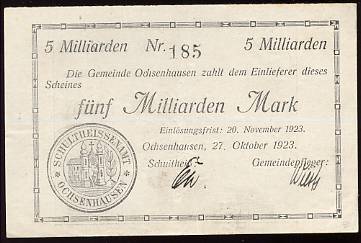 5 Milliarden Nr. 185 5 Milliarden
Die Gemeinde Ochsenhausen zahlt dem Einlieferer dieses
Scheines
fünf Milliarden Mark
Einlösungsfrist: 20. November 1923.
Ochsenhausen, 27. Oktober 1923.
Schultheiß: Gemeindepfleger:
SCHULTHEISSENAMT
OCHSENHAUSEN